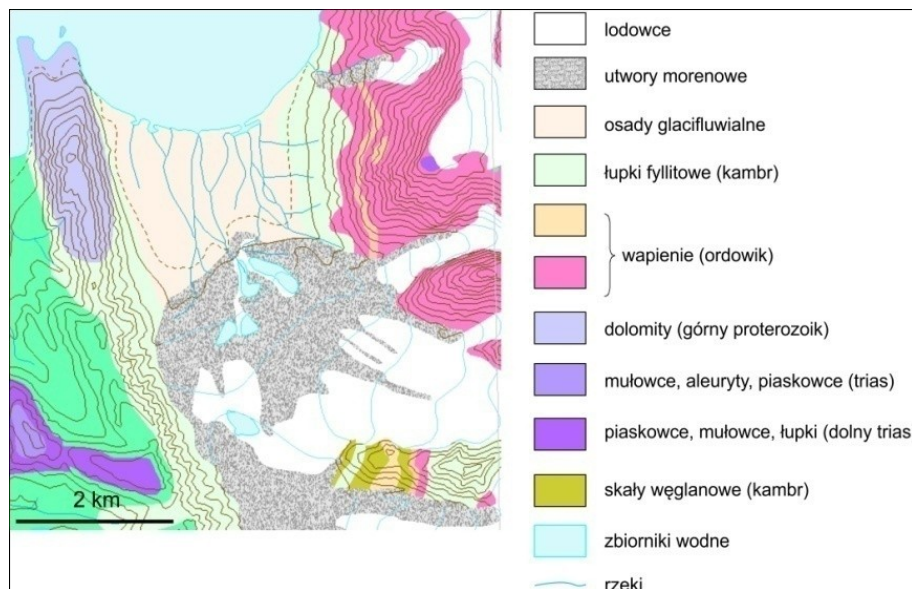 lodowce
utwory morenowe
osady glacifluwialne
łupki fyllitowe (kambr)
wapienie (ordowik)
dolomity (górny proterozoik)
mułowce, aleuryty, piaskowce (trias)
piaskowce, mułowce, łupki (dolny trias
skały węglanowe (kambr)
zbiorniki wodne
rzeki
2 km